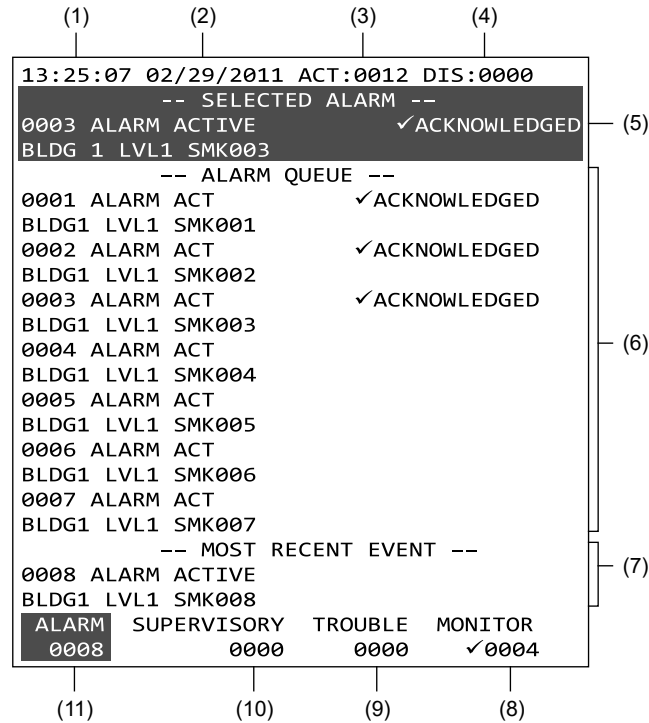 (1) (2) (3) (4)
13:25:07 02/29/2011 ACT:0012 DIS:0000
-- SELECTED ALARM --
0003 ALARM ACTIVE ✓ACKNOWLEDGED (5)
BLDG 1 LVL1 SMK003
-- ALARM QUEUE --
0001 ALARM ACT ✓ACKNOWLEDGED
BLDG1 LVL1 SMK001
0002 ALARM ACT ✓ACKNOWLEDGED
BLDG1 LVL1 SMK002
0003 ALARM ACT ✓ACKNOWLEDGED
BLDG1 LVL1 SMK003
0004 ALARM ACT (6)
BLDG1 LVL1 SMK004
0005 ALARM ACT
BLDG1 LVL1 SMK005
0006 ALARM ACT
BLDG1 LVL1 SMK006
0007 ALARM ACT
BLDG1 LVL1 SMK007
-- MOST RECENT EVENT --
0008 ALARM ACTIVE (7)
BLDG1 LVL1 SMK008
ALARM SUPERVISORY TROUBLE MONITOR
0008 0000 0000 ✓0004
(11) (10) (9) (8)